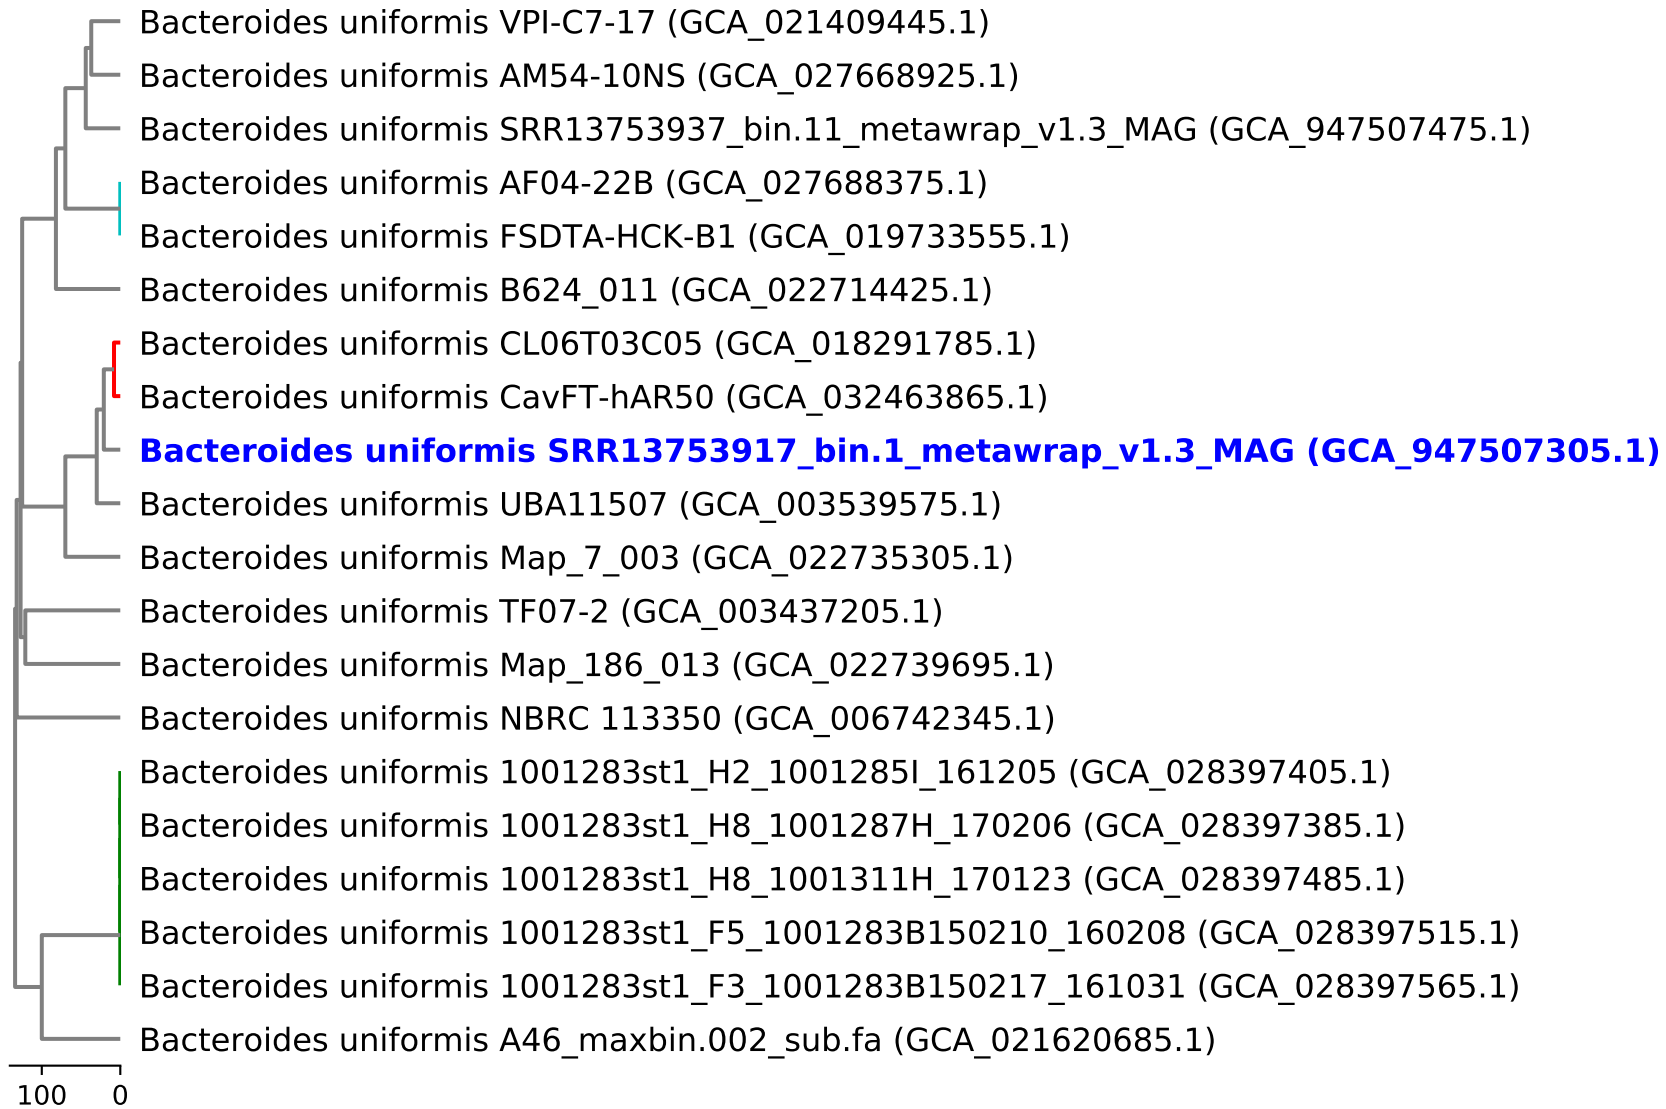 Bacteroides uniformis VPI-C7-17 (GCA_021409445.1)
Bacteroides uniformis AM54-10NS (GCA_027668925.1)
Bacteroides uniformis SRR13753937_bin.11_metawrap_v1.3_MAG (GCA_947507475.1)
Bacteroides uniformis AF04-22B (GCA_027688375.1)
Bacteroides uniformis FSDTA-HCK-B1 (GCA_019733555.1)
Bacteroides uniformis B624_011 (GCA_022714425.1)
Bacteroides uniformis CL06T03C05 (GCA_018291785.1)
Bacteroides uniformis CavFT-hAR50 (GCA_032463865.1)
Bacteroides uniformis SRR13753917_bin.1_metawrap_v1.3_MAG (GCA_947507305.1)
Bacteroides uniformis UBA11507 (GCA_003539575.1)
Bacteroides uniformis Map_7_003 (GCA_022735305.1)
Bacteroides uniformis TF07-2 (GCA_003437205.1)
Bacteroides uniformis Map_186_013 (GCA_022739695.1)
Bacteroides uniformis NBRC 113350 (GCA_006742345.1)
Bacteroides uniformis 1001283st1_H2_1001285I_161205 (GCA_028397405.1)
Bacteroides uniformis 1001283st1_H8_1001287H_170206 (GCA_028397385.1)
Bacteroides uniformis 1001283st1_H8_1001311H_170123 (GCA_028397485.1)
Bacteroides uniformis 1001283st1_F5_1001283B150210_160208 (GCA_028397515.1)
Bacteroides uniformis 1001283st1_F3_1001283B150217_161031 (GCA_028397565.1)
Bacteroides uniformis A46_maxbin.002_sub.fa (GCA_021620685.1)
100 0